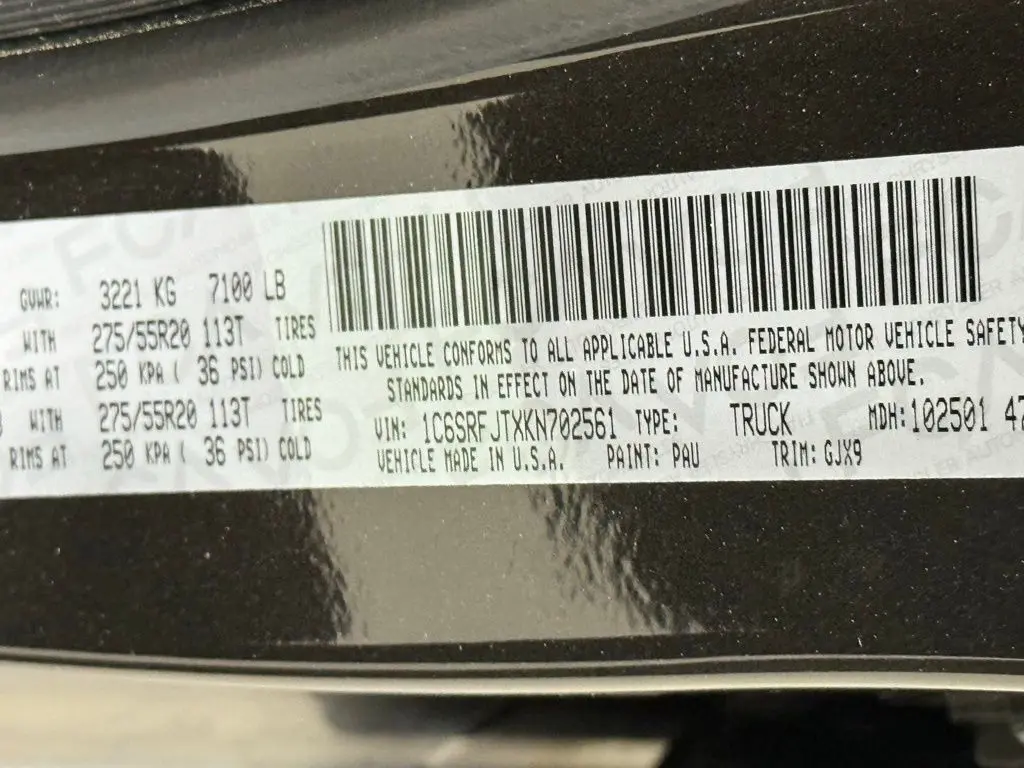 GVWR: 3221 KG 7100 LB
WITH 275/55R20 113T TIRES
RIMS AT 250 KPA ( 36 PSI) COLD
WITH 275/55R20 113T TIRES
RIMS AT 250 KPA ( 36 PSI) COLD
THIS VEHICLE CONFORMS TO ALL APPLICABLE U.S.A. FEDERAL MOTOR VEHICLE SAFETY
STANDARDS IN EFFECT ON THE DATE OF MANUFACTURE SHOWN ABOVE.
VIN: 1C6SRFJTXKN702561 TYPE: TRUCK MDH: 102501 47
VEHICLE MADE IN U.S.A. PAINT: PAU TRIM: GJX9